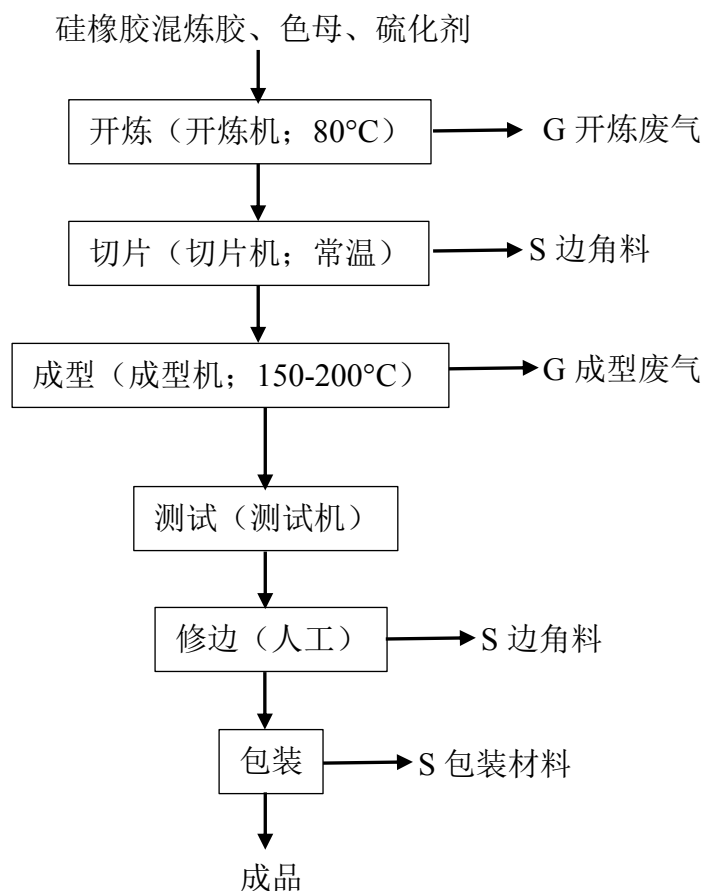 硅橡胶混炼胶、色母、硫化剂
开炼（开炼机；80°C）
G 开炼废气
切片（切片机；常温）
S 边角料
成型（成型机；150-200°C）
G 成型废气
测试（测试机）
修边（人工）
S 边角料
包装
S 包装材料
成品